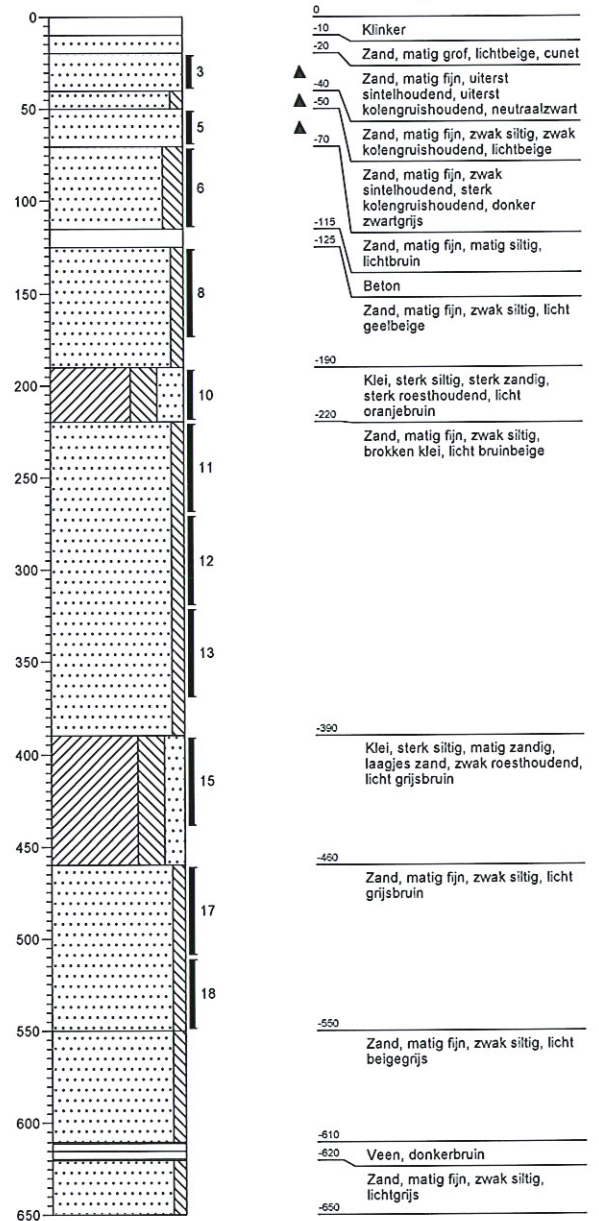 0
50
100
150
200
250
300
350
400
450
500
550
600
650
3
5
6
8
10
11
12
13
15
17
18
0
-10
Klinker
-20
Zand, matig grof, lichtbeige, cunet
Zand, matig fijn, uiterst
sintelhoudend, uiterst
kolengruishoudend, neutraalzwart
-40
-50
Zand, matig fijn, zwak siltig, zwak
kolengruishoudend, lichtbeige
-70
Zand, matig fijn, zwak
sintelhoudend, sterk
kolengruishoudend, donker
zwartgrijs
-115
Zand, matig fijn, matig siltig,
lichtbruin
-125
Beton
Zand, matig fijn, zwak siltig, licht
geelbeige
-190
Klei, sterk siltig, sterk zandig,
sterk roesthoudend, licht
oranjebruin
-220
Zand, matig fijn, zwak siltig,
brokken klei, licht bruinbeige
-390
Klei, sterk siltig, matig zandig,
laagjes zand, zwak roesthoudend,
licht grijsbruin
-460
Zand, matig fijn, zwak siltig, licht
grijsbruin
-550
Zand, matig fijn, zwak siltig, licht
beigegrijs
-610
-620
Veen, donkerbruin
Zand, matig fijn, zwak siltig,
lichtgrijs
-650